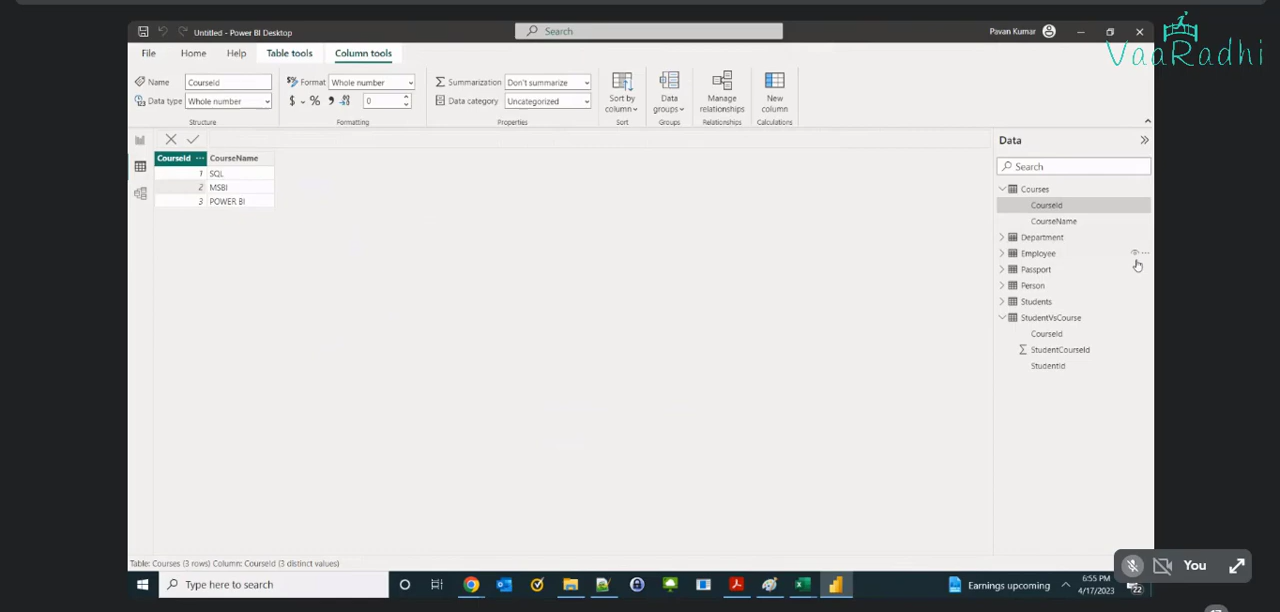 Untitled - Power BI Desktop
Search
Pavan Kumar
VaaRadhi
File Home Help Table tools Column tools
Name CourseId
Format Whole number
Summarization Don't summarize
Data type Whole number
$ % 0
Data category Uncategorized
Sort by column
Data groups
Manage relationships
New column
Structure
Formatting
Properties
Sort
Groups
Relationships
Calculations
CourseId CourseName
1 SQL
2 MSBI
3 POWER BI
Data
Search
Courses
CourseId
CourseName
Department
Employee
Passport
Person
Students
StudentVsCourse
CourseId
StudentCourseId
StudentId
Table: Courses (3 rows) Column: CourseId (3 distinct values)
You
Type here to search
Earnings upcoming
6:55 PM
4/17/2023
22